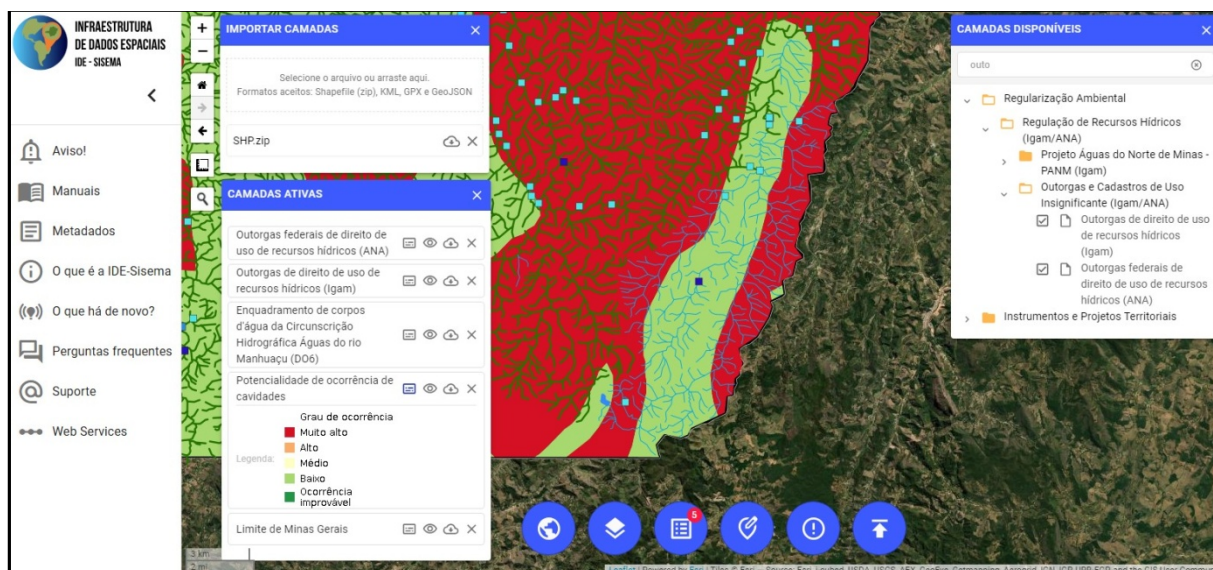 INFRAESTRUTURA
DE DADOS ESPACIAIS
IDE - SISEMA
Aviso!
Manuais
Metadados
O que é a IDE-Sisema
O que há de novo?
Perguntas frequentes
Suporte
Web Services
+
−
IMPORTAR CAMADAS
Selecione o arquivo ou arraste aqui.
Formatos aceitos: Shapefile (zip), KML, GPX e GeoJSON
SHP.zip
CAMADAS ATIVAS
Outorgas federais de direito de
uso de recursos hídricos (ANA)
Outorgas de direito de uso de
recursos hídricos (Igam)
Enquadramento de corpos
d'água da Circunscrição
Hidrográfica Águas do rio
Manhuaçu (DO6)
Potencialidade de ocorrência de
cavidades
Legenda:
Grau de ocorrência
Muito alto
Alto
Médio
Baixo
Ocorrência
improvável
Limite de Minas Gerais
3 km
2 mi
5
CAMADAS DISPONÍVEIS
outo
Regularização Ambiental
Regulação de Recursos Hídricos
(Igam/ANA)
Projeto Águas do Norte de Minas -
PANM (Igam)
Outorgas e Cadastros de Uso
Insignificante (Igam/ANA)
Outorgas de direito de uso
de recursos hídricos
(Igam)
Outorgas federais de
direito de uso de recursos
hídricos (ANA)
Instrumentos e Projetos Territoriais
Leaflet | Powered by Esri | Tiles © Esri